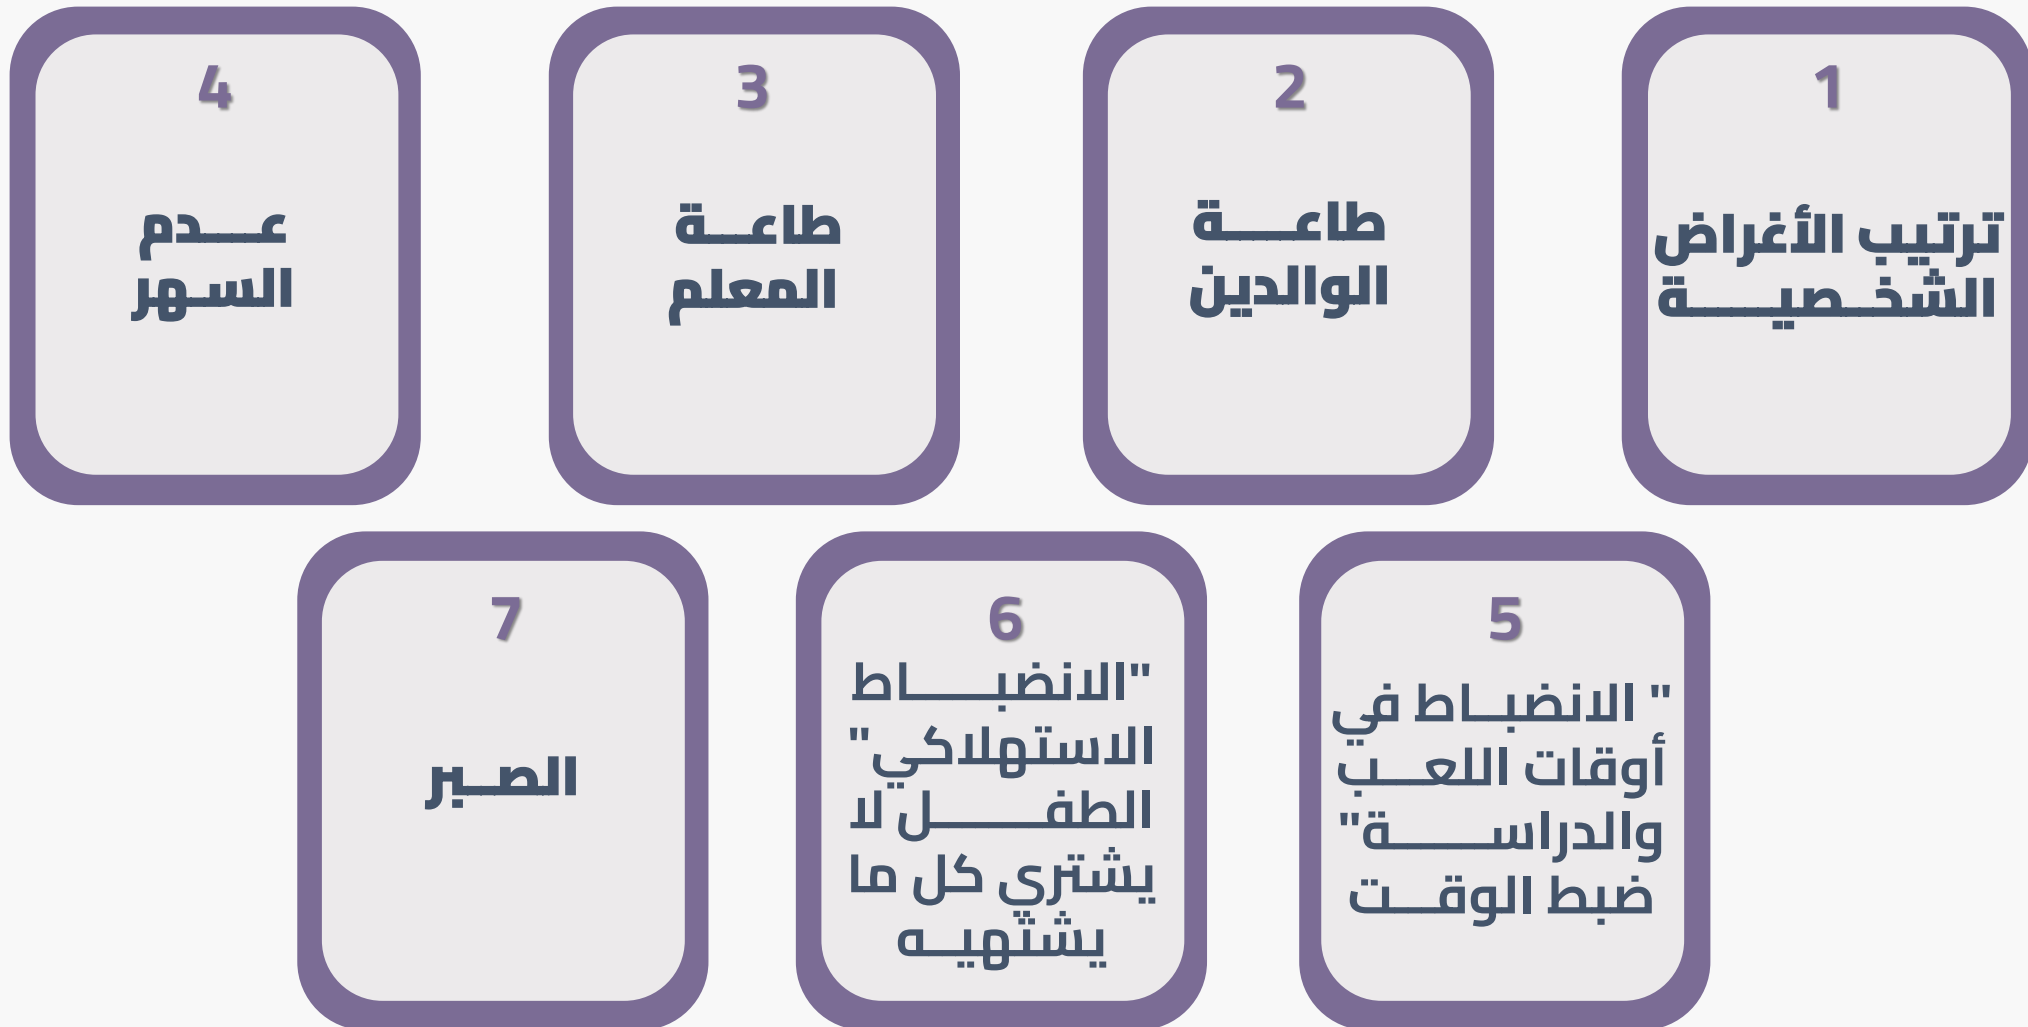 1
ترتيب الأغراض
الشخصية
2
طاعة
الوالدين
3
طاعة
المعلم
4
عدم
السهر
5
" الانضباط في
أوقات اللعب
والدراسة"
ضبط الوقت
6
"الانضباط
الاستهلاكي"
الطفل لا
يشتري كل ما
يشتهيه
7
الصبر